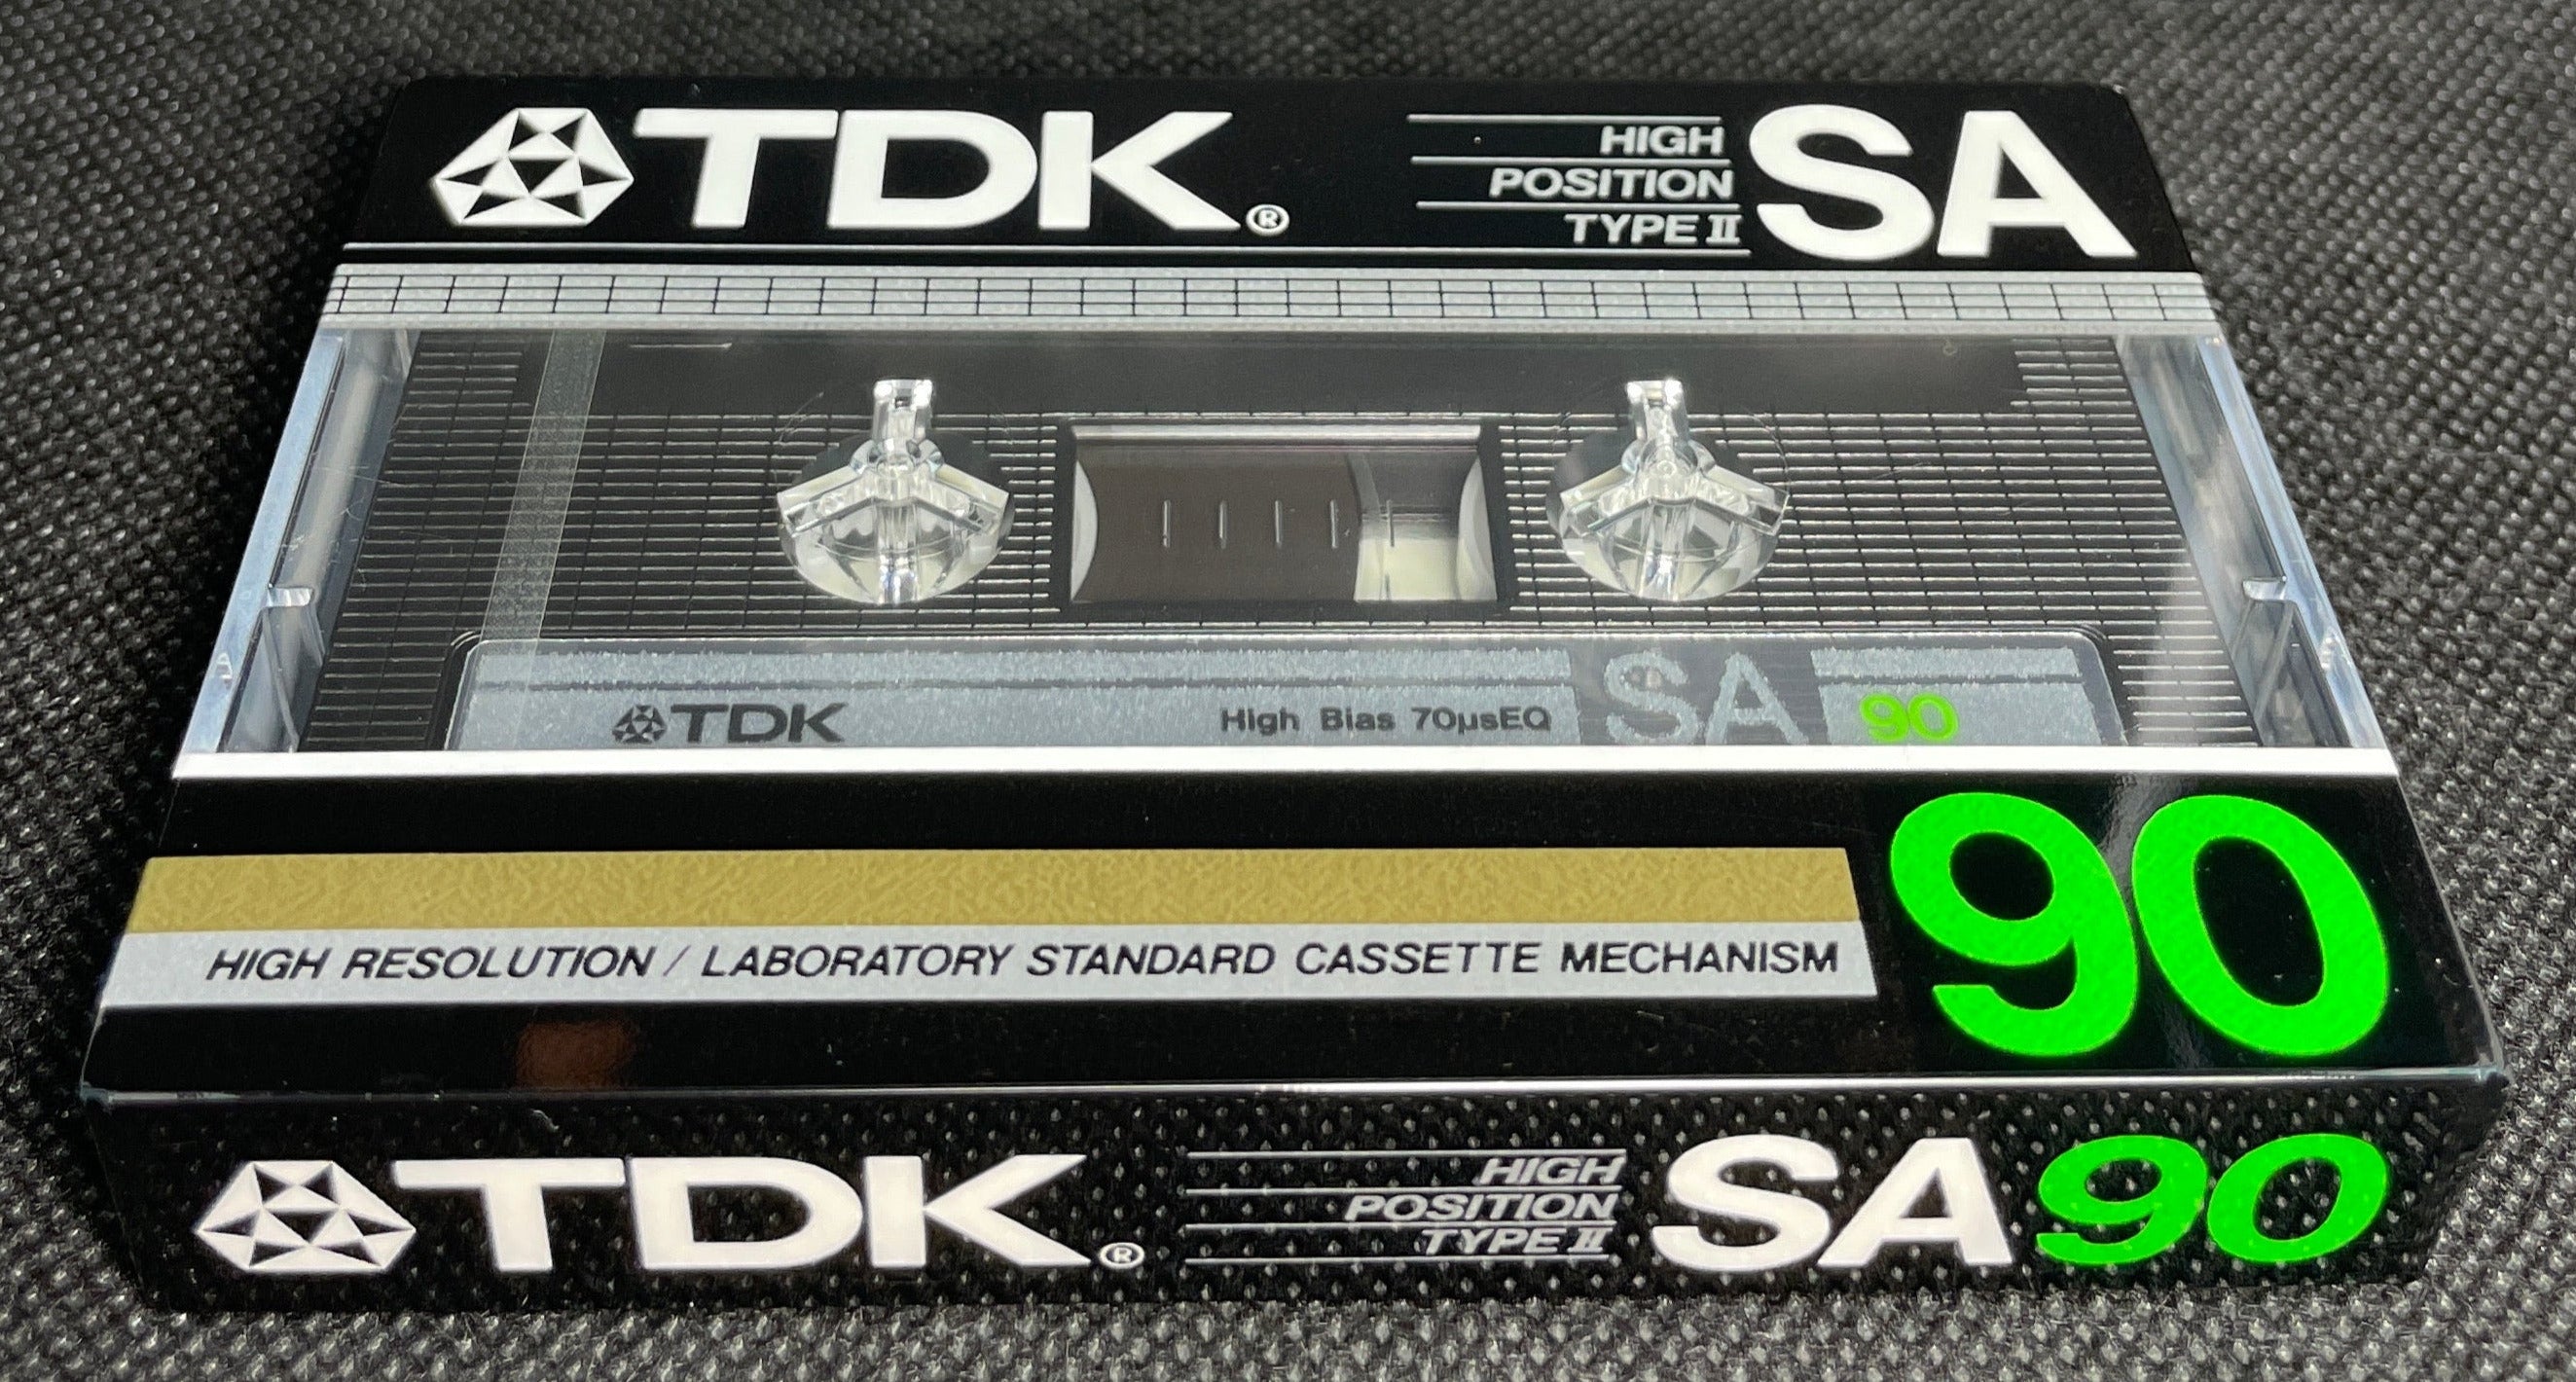 TDK®
HIGH
POSITION
TYPE II
SA
TDK
High Bias 70µsEQ
SA
90
90
HIGH RESOLUTION / LABORATORY STANDARD CASSETTE MECHANISM
TDK®
HIGH
POSITION
TYPE II
SA90